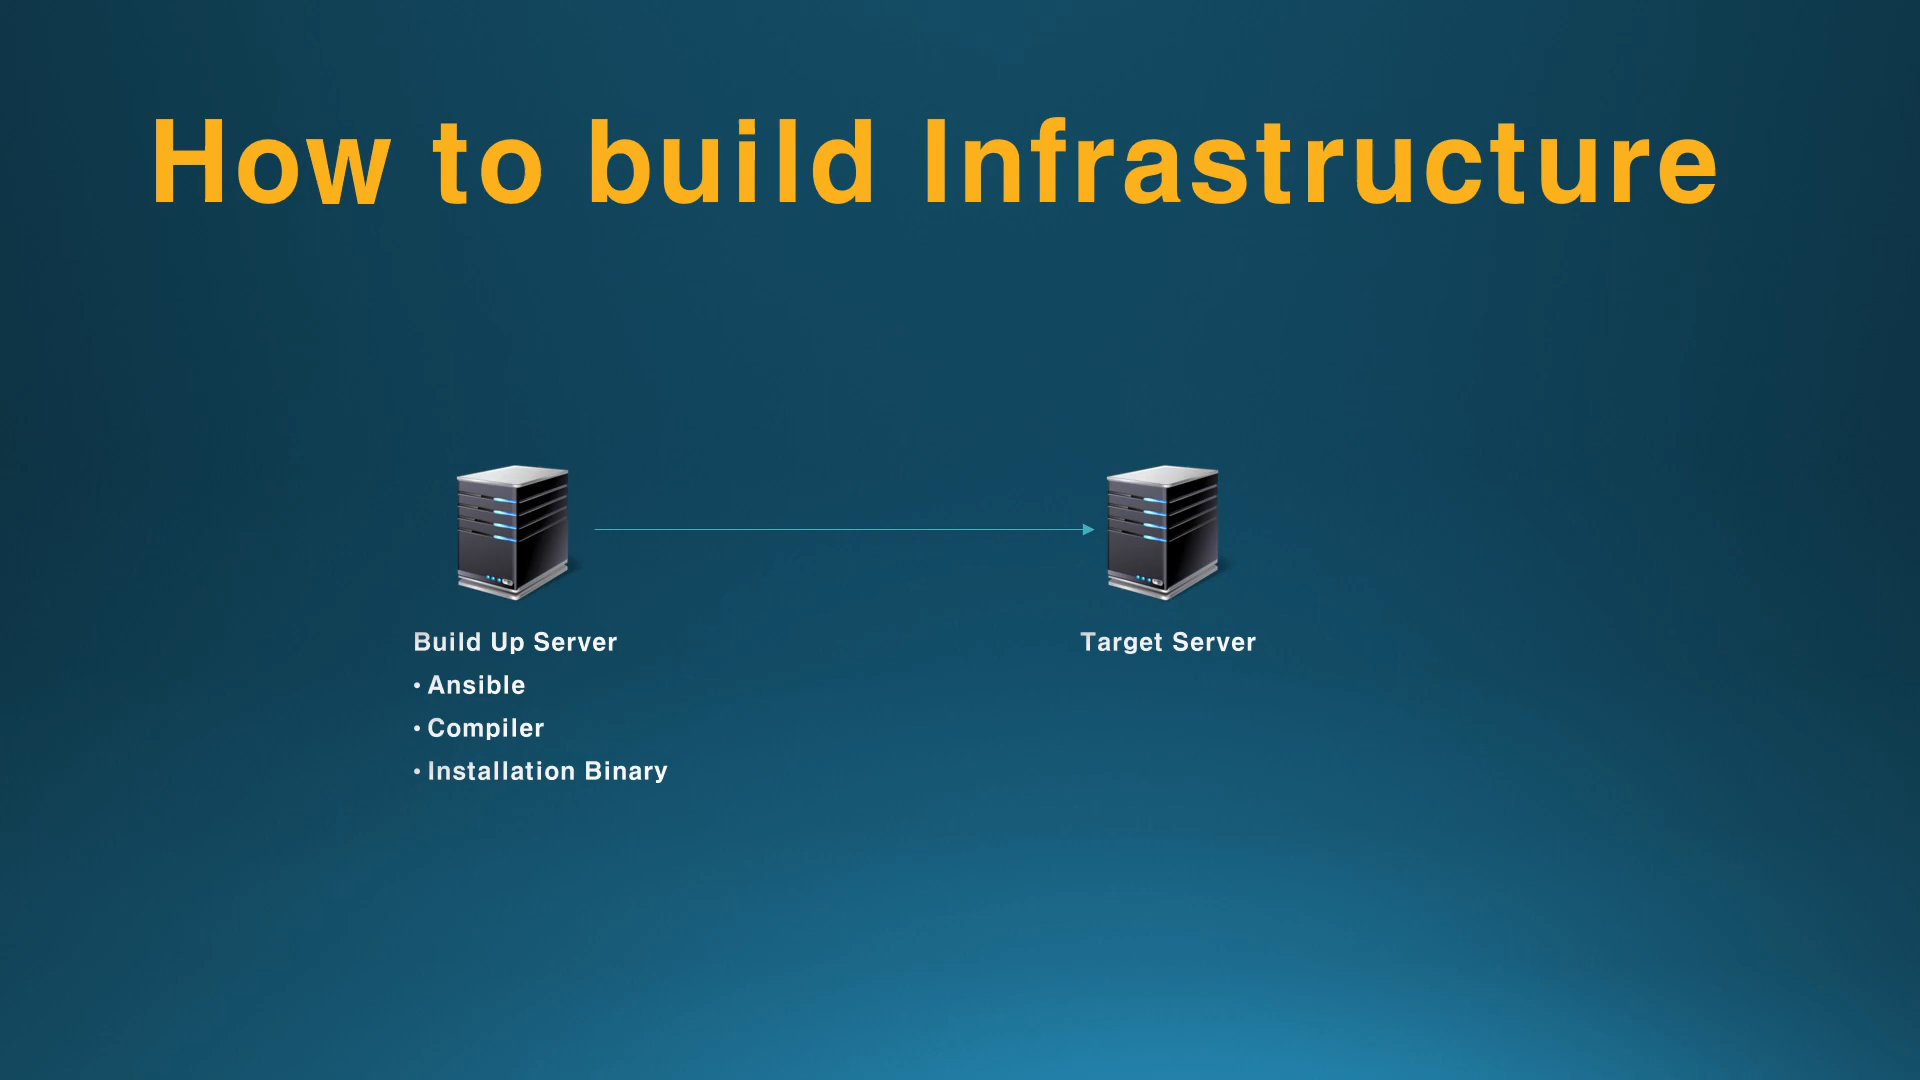 How to build Infrastructure
Build Up Server
• Ansible
• Compiler
• Installation Binary
Target Server